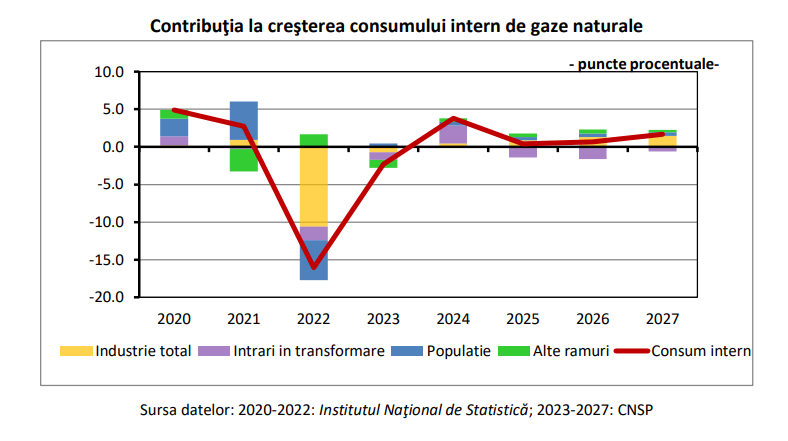 Contribuţia la creşterea consumului intern de gaze naturale
- puncte procentuale-
10.0
5.0
0.0
-5.0
-10.0
-15.0
-20.0
2020 2021 2022 2023 2024 2025 2026 2027
Industrie total Intrari in transformare Populatie Alte ramuri Consum intern
Sursa datelor: 2020-2022: Institutul Naţional de Statistică; 2023-2027: CNSP